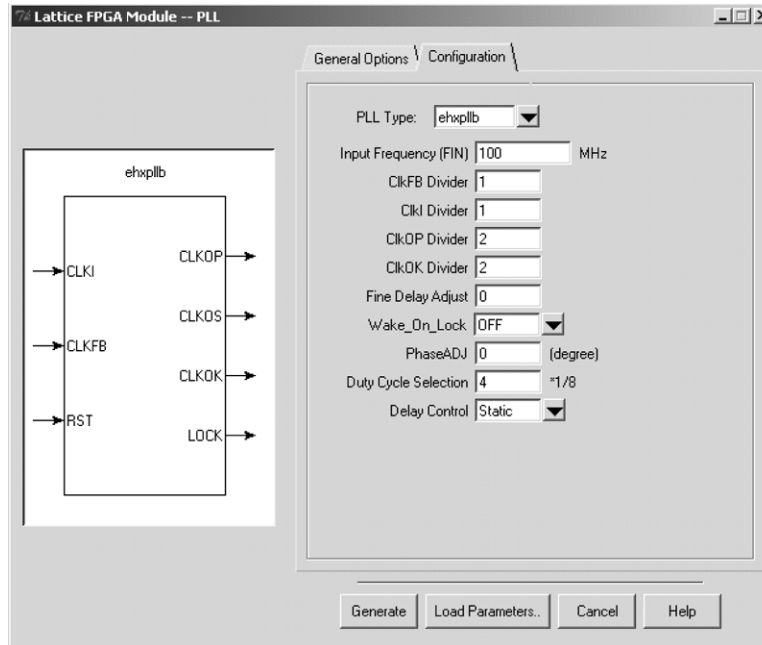 Lattice FPGA Module -- PLL
General Options
Configuration
PLL Type: ehxpllb
Input Frequency (FIN) 100 MHz
ClkFB Divider 1
ClkI Divider 1
ClkOP Divider 2
ClkOK Divider 2
Fine Delay Adjust 0
Wake_On_Lock OFF
PhaseADJ 0 (degree)
Duty Cycle Selection 4 *1/8
Delay Control Static
ehxpllb
CLKI
CLKFB
RST
CLKOP
CLKOS
CLKOK
LOCK
Generate
Load Parameters..
Cancel
Help